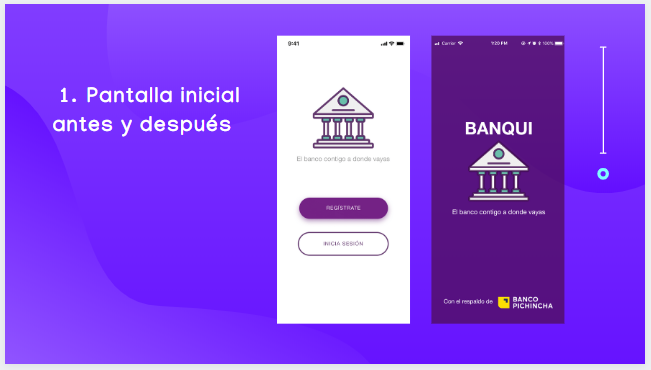 1. Pantalla inicial
antes y después
9:41
El banco contigo a donde vayas
REGÍSTRATE
INICIA SESIÓN
Carrier
1:20 PM
100%
BANQUI
El banco contigo a donde vayas
Con el respaldo de
BANCO
PICHINCHA